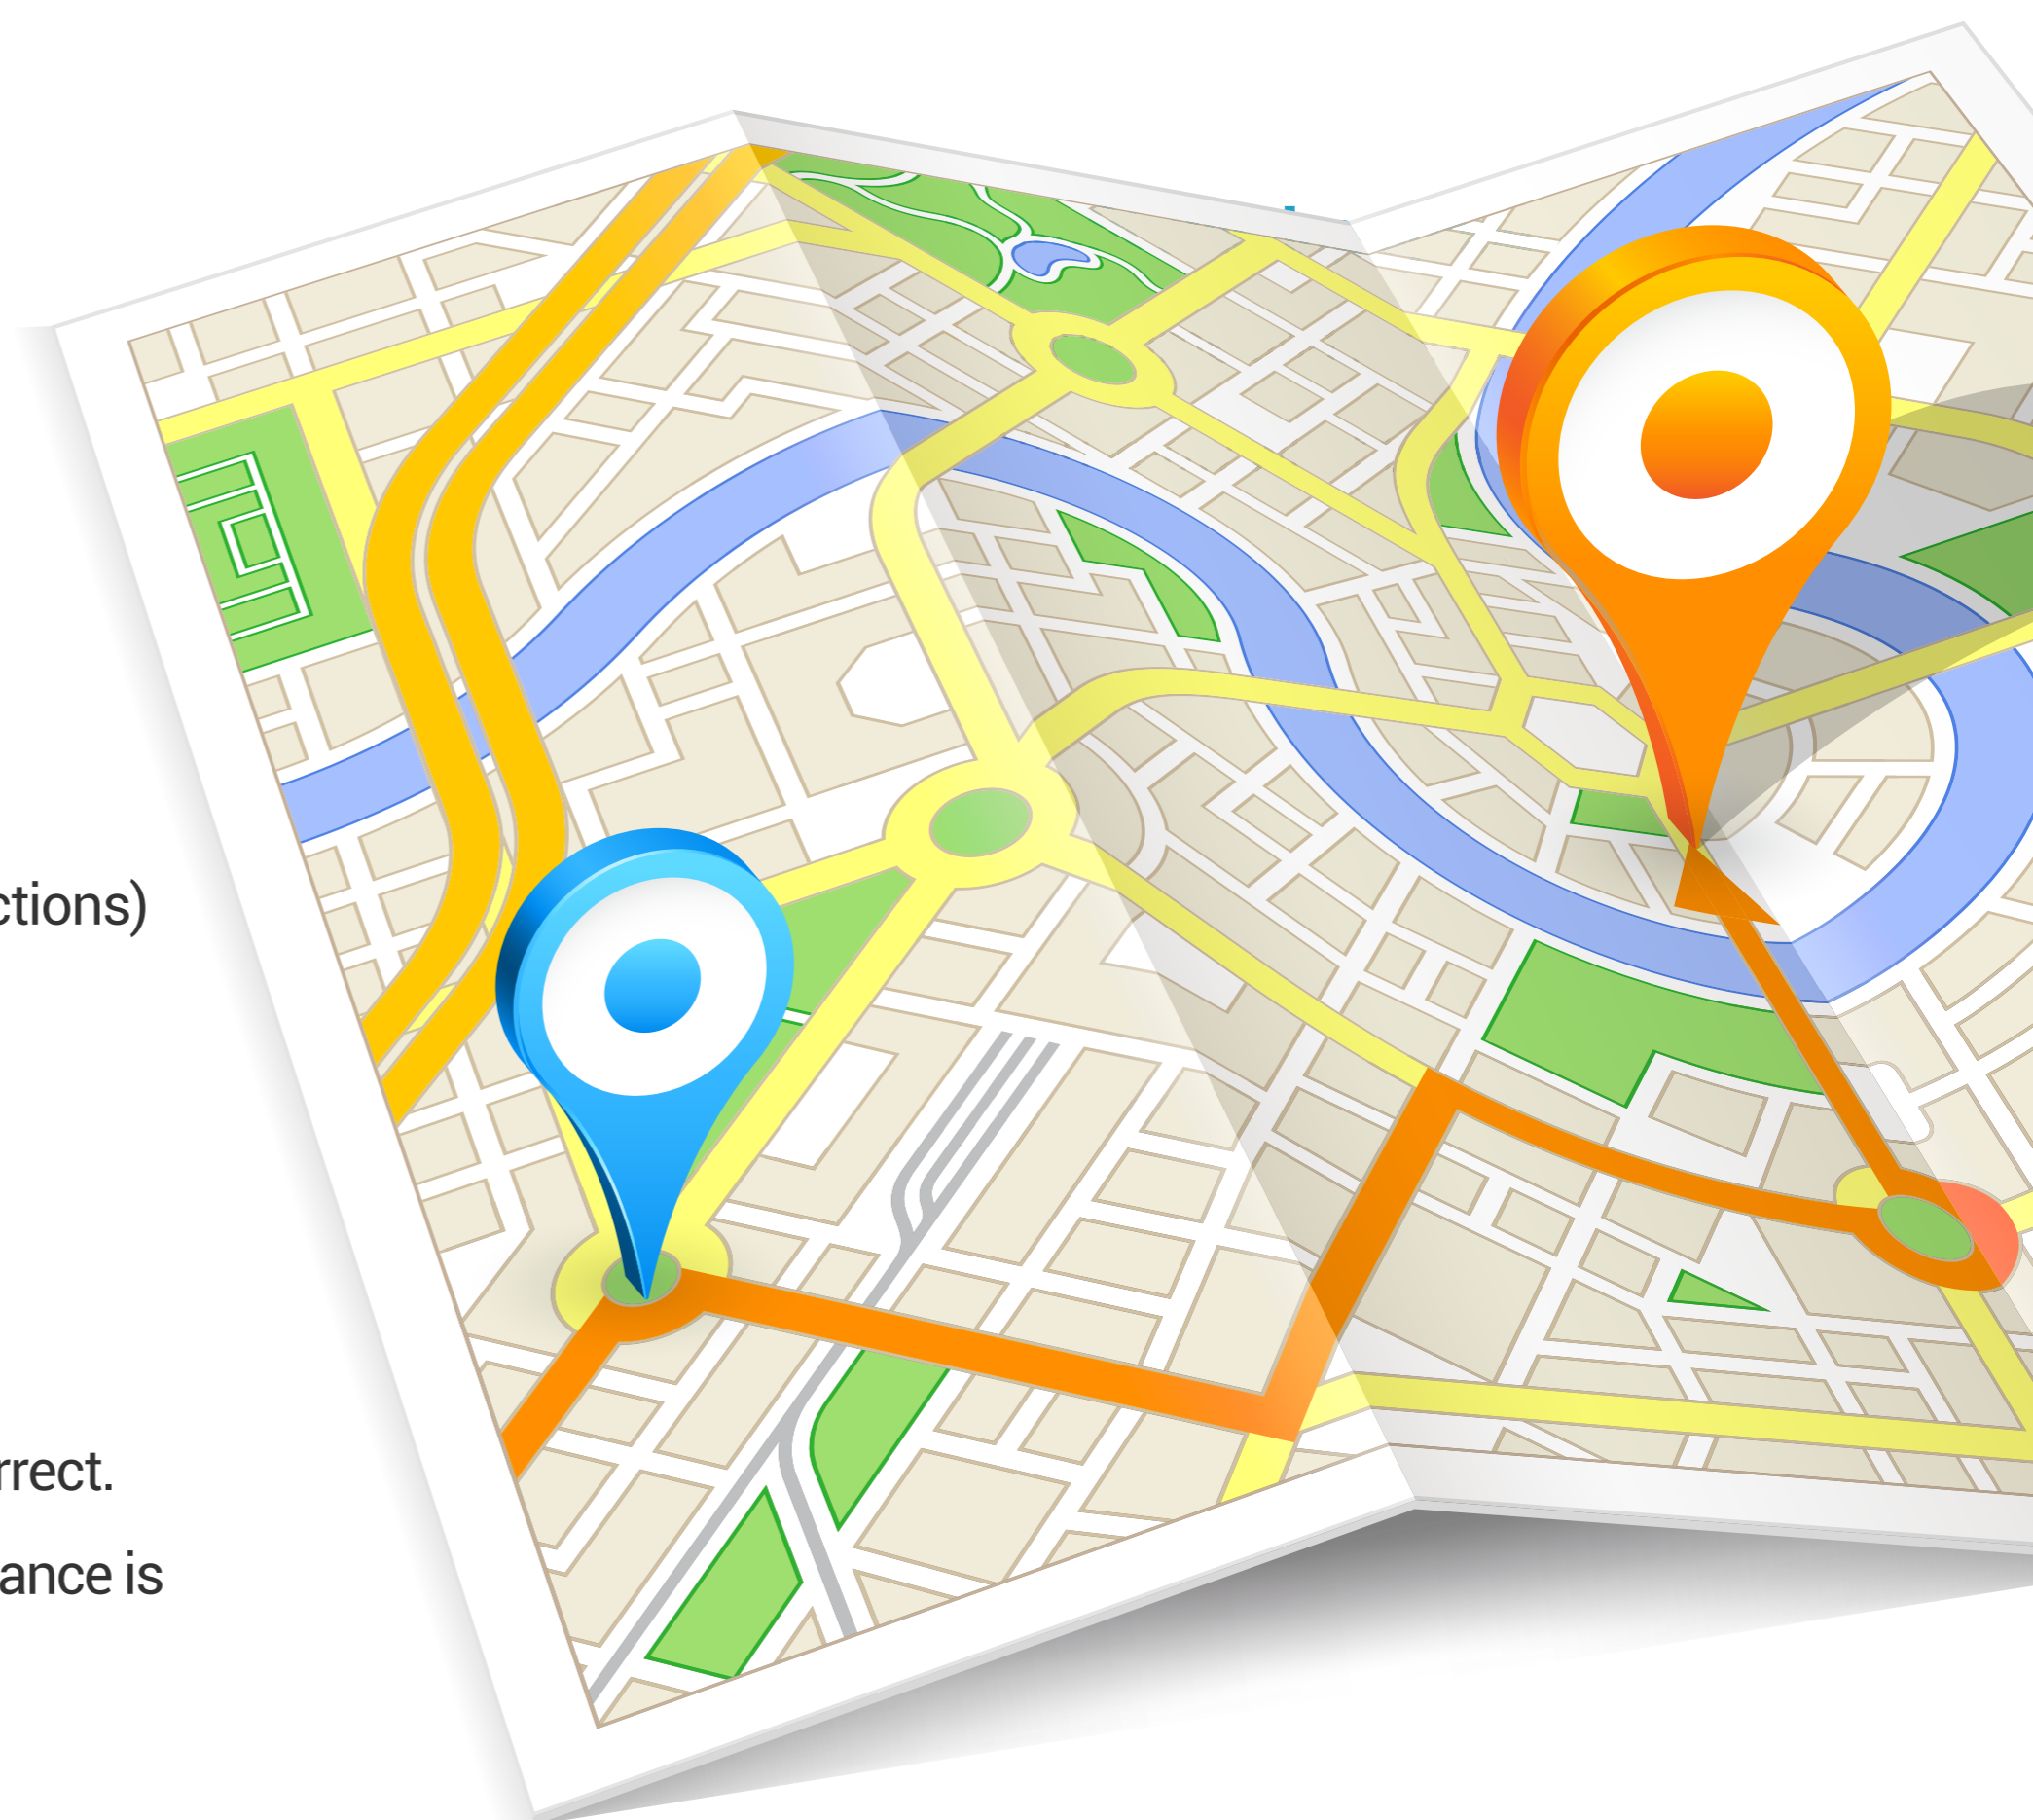 ctions)
rrect.
ance is